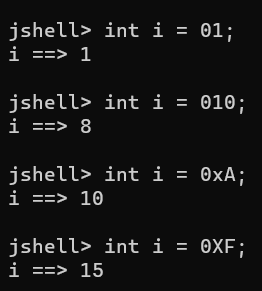 jshell> int i = 01;
i ==> 1
jshell> int i = 010;
i ==> 8
jshell> int i = 0xA;
i ==> 10
jshell> int i = 0XF;
i ==> 15